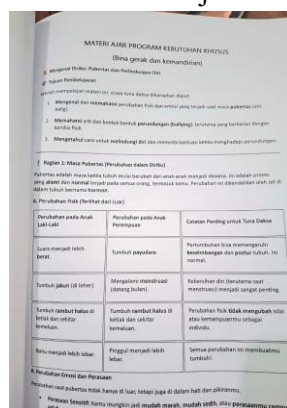 MATERI AJAR PROGRAM KEBUTUHAN KHUSUS
(Bina gerak dan kemandirian)
Mengenal Diriku: Pubertas dan Perlindungan Diri
Tujuan Pembelajaran
mempelajari materi ini, siswa tuna daksa diharapkan dapat:
1. Mengenal dan memahami perubahan fisik dan emosi yang terjadi saat masa pubertas (akil balig).
2. Memahami arti dan bentuk-bentuk perundungan (bullying), terutama yang berkaitan dengan kondisi fisik.
3. Mengetahui cara untuk melindungi diri dan meminta bantuan ketika menghadapi perundungan.
Bagian 1: Masa Pubertas (Perubahan dalam Diriku)
Pubertas adalah masa ketika tubuh mulai berubah dari anak-anak menjadi dewasa. Ini adalah proses
yang alami dan normal terjadi pada semua orang, termasuk kamu. Perubahan ini dikendalikan oleh zat di
dalam tubuh bernama hormon.
A. Perubahan Fisik (Terlihat dari Luar)
Perubahan pada Anak Laki-Laki
Perubahan pada Anak Perempuan
Catatan Penting untuk Tuna Daksa
Suara menjadi lebih berat.
Tumbuh payudara.
Pertumbuhan bisa memengaruhi keseimbangan dan postur tubuh. Ini normal.
Tumbuh jakun (di leher).
Mengalami menstruasi (datang bulan).
Kebersihan diri (terutama saat menstruasi) menjadi sangat penting.
Tumbuh rambut halus di ketiak dan sekitar kemaluan.
Tumbuh rambut halus di ketiak dan sekitar kemaluan.
Perubahan fisik tidak mengubah nilai atau kemampuanmu sebagai individu.
Bahu menjadi lebih lebar.
Pinggul menjadi lebih lebar.
Semua perubahan ini membuatmu tumbuh!
B. Perubahan Emosi dan Perasaan
Perubahan saat pubertas tidak hanya di luar, tetapi juga di dalam hati dan pikiranmu.
Perasaan Sensitif: Kamu mungkin jadi mudah marah, mudah sedih, atau perasaanmu